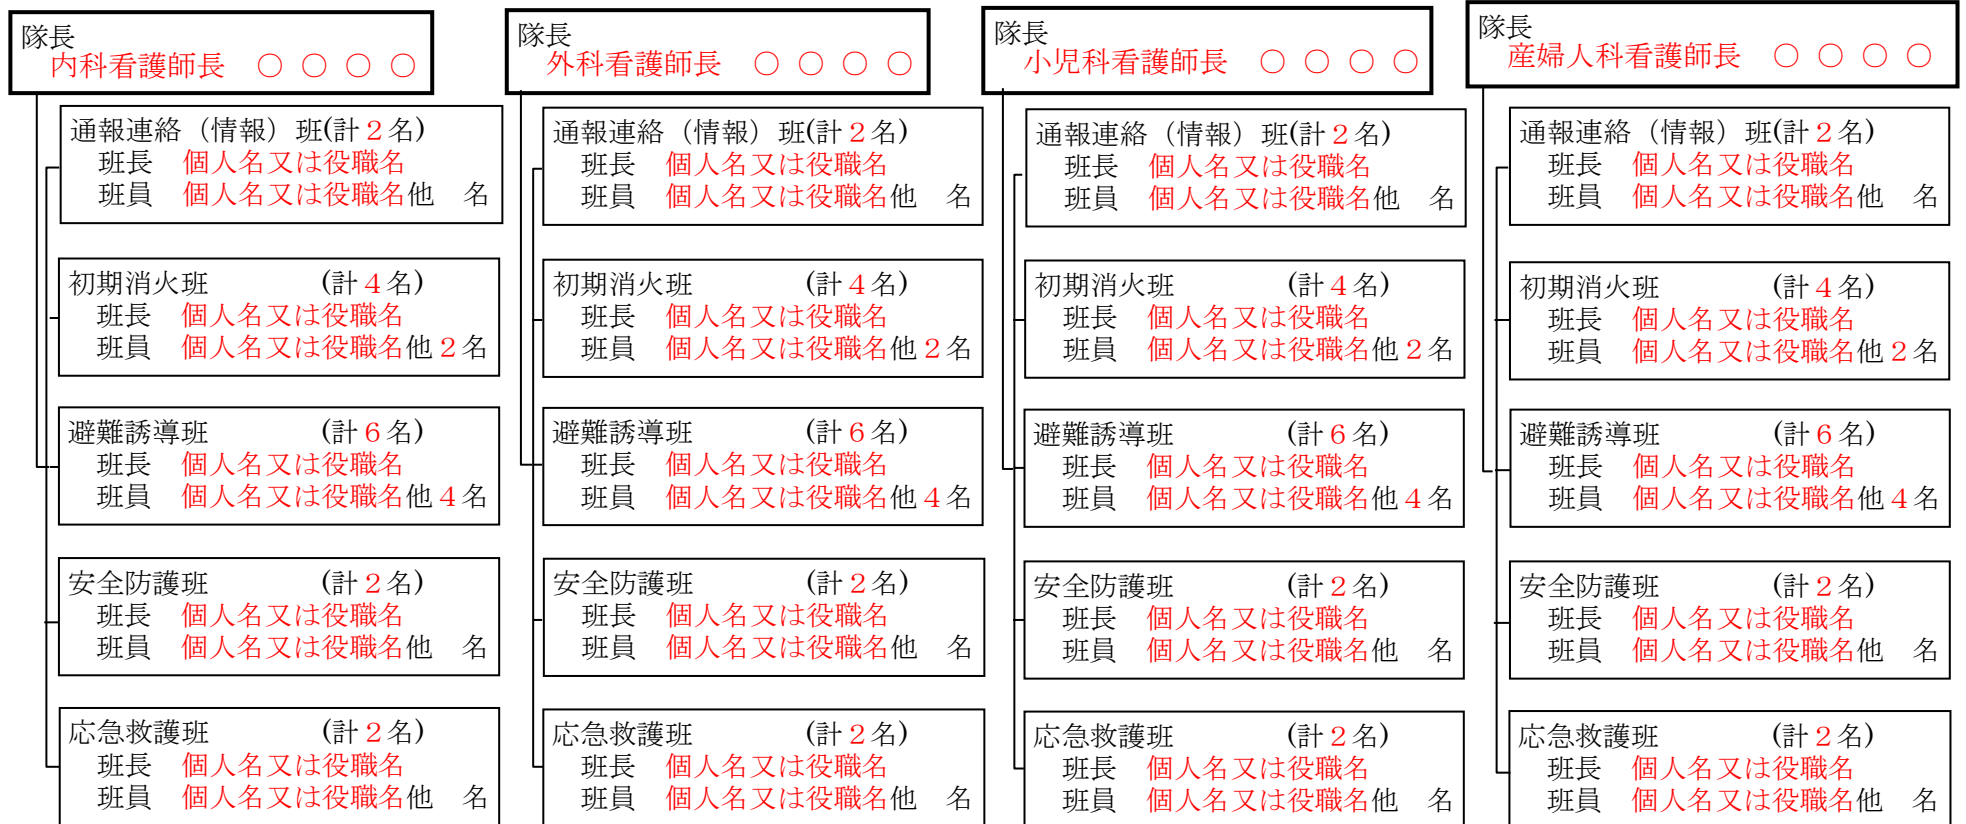 隊長
内科看護師長 ○ ○ ○ ○
通報連絡（情報）班(計２名)
班長 個人名又は役職名
班員 個人名又は役職名他 名
初期消火班 (計４名)
班長 個人名又は役職名
班員 個人名又は役職名他２名
避難誘導班 (計６名)
班長 個人名又は役職名
班員 個人名又は役職名他４名
安全防護班 (計２名)
班長 個人名又は役職名
班員 個人名又は役職名他 名
応急救護班 (計２名)
班長 個人名又は役職名
班員 個人名又は役職名他 名
隊長
外科看護師長 ○ ○ ○ ○
通報連絡（情報）班(計２名)
班長 個人名又は役職名
班員 個人名又は役職名他 名
初期消火班 (計４名)
班長 個人名又は役職名
班員 個人名又は役職名他２名
避難誘導班 (計６名)
班長 個人名又は役職名
班員 個人名又は役職名他４名
安全防護班 (計２名)
班長 個人名又は役職名
班員 個人名又は役職名他 名
応急救護班 (計２名)
班長 個人名又は役職名
班員 個人名又は役職名他 名
隊長
小児科看護師長 ○ ○ ○ ○
通報連絡（情報）班(計２名)
班長 個人名又は役職名
班員 個人名又は役職名他 名
初期消火班 (計４名)
班長 個人名又は役職名
班員 個人名又は役職名他２名
避難誘導班 (計６名)
班長 個人名又は役職名
班員 個人名又は役職名他４名
安全防護班 (計２名)
班長 個人名又は役職名
班員 個人名又は役職名他 名
応急救護班 (計２名)
班長 個人名又は役職名
班員 個人名又は役職名他 名
隊長
産婦人科看護師長 ○ ○ ○ ○
通報連絡（情報）班(計２名)
班長 個人名又は役職名
班員 個人名又は役職名他 名
初期消火班 (計４名)
班長 個人名又は役職名
班員 個人名又は役職名他２名
避難誘導班 (計６名)
班長 個人名又は役職名
班員 個人名又は役職名他４名
安全防護班 (計２名)
班長 個人名又は役職名
班員 個人名又は役職名他 名
応急救護班 (計２名)
班長 個人名又は役職名
班員 個人名又は役職名他 名